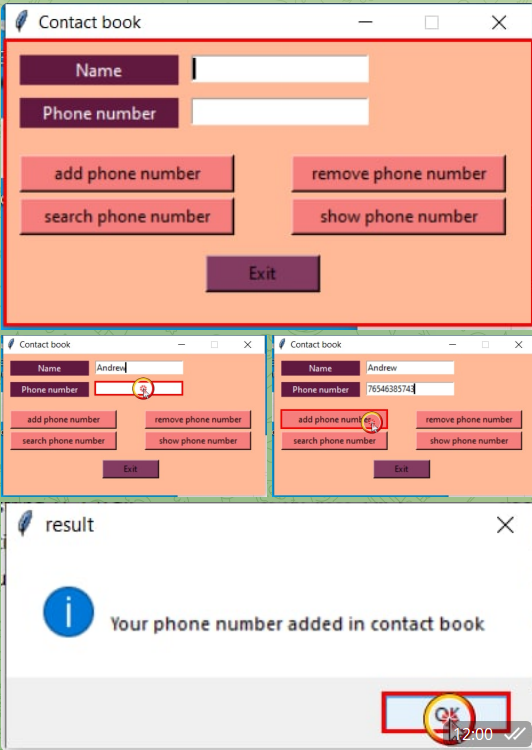 Contact book
Name
Phone number
add phone number remove phone number
search phone number show phone number
Exit
Contact book
Name Andrew
Phone number
add phone number remove phone number
search phone number show phone number
Exit
Contact book
Name Andrew
Phone number 76546385743
add phone number remove phone number
search phone number show phone number
Exit
result
Your phone number added in contact book
OK
12:00